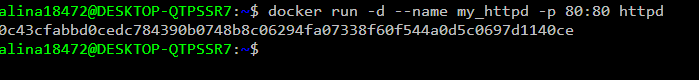 alina18472@DESKTOP-QTPSSR7:~$ docker run -d --name my_httpd -p 80:80 httpd
0c43cfabbd0cedc784390b0748b8c06294fa07338f60f544a0d5c0697d1140ce
alina18472@DESKTOP-QTPSSR7:~$